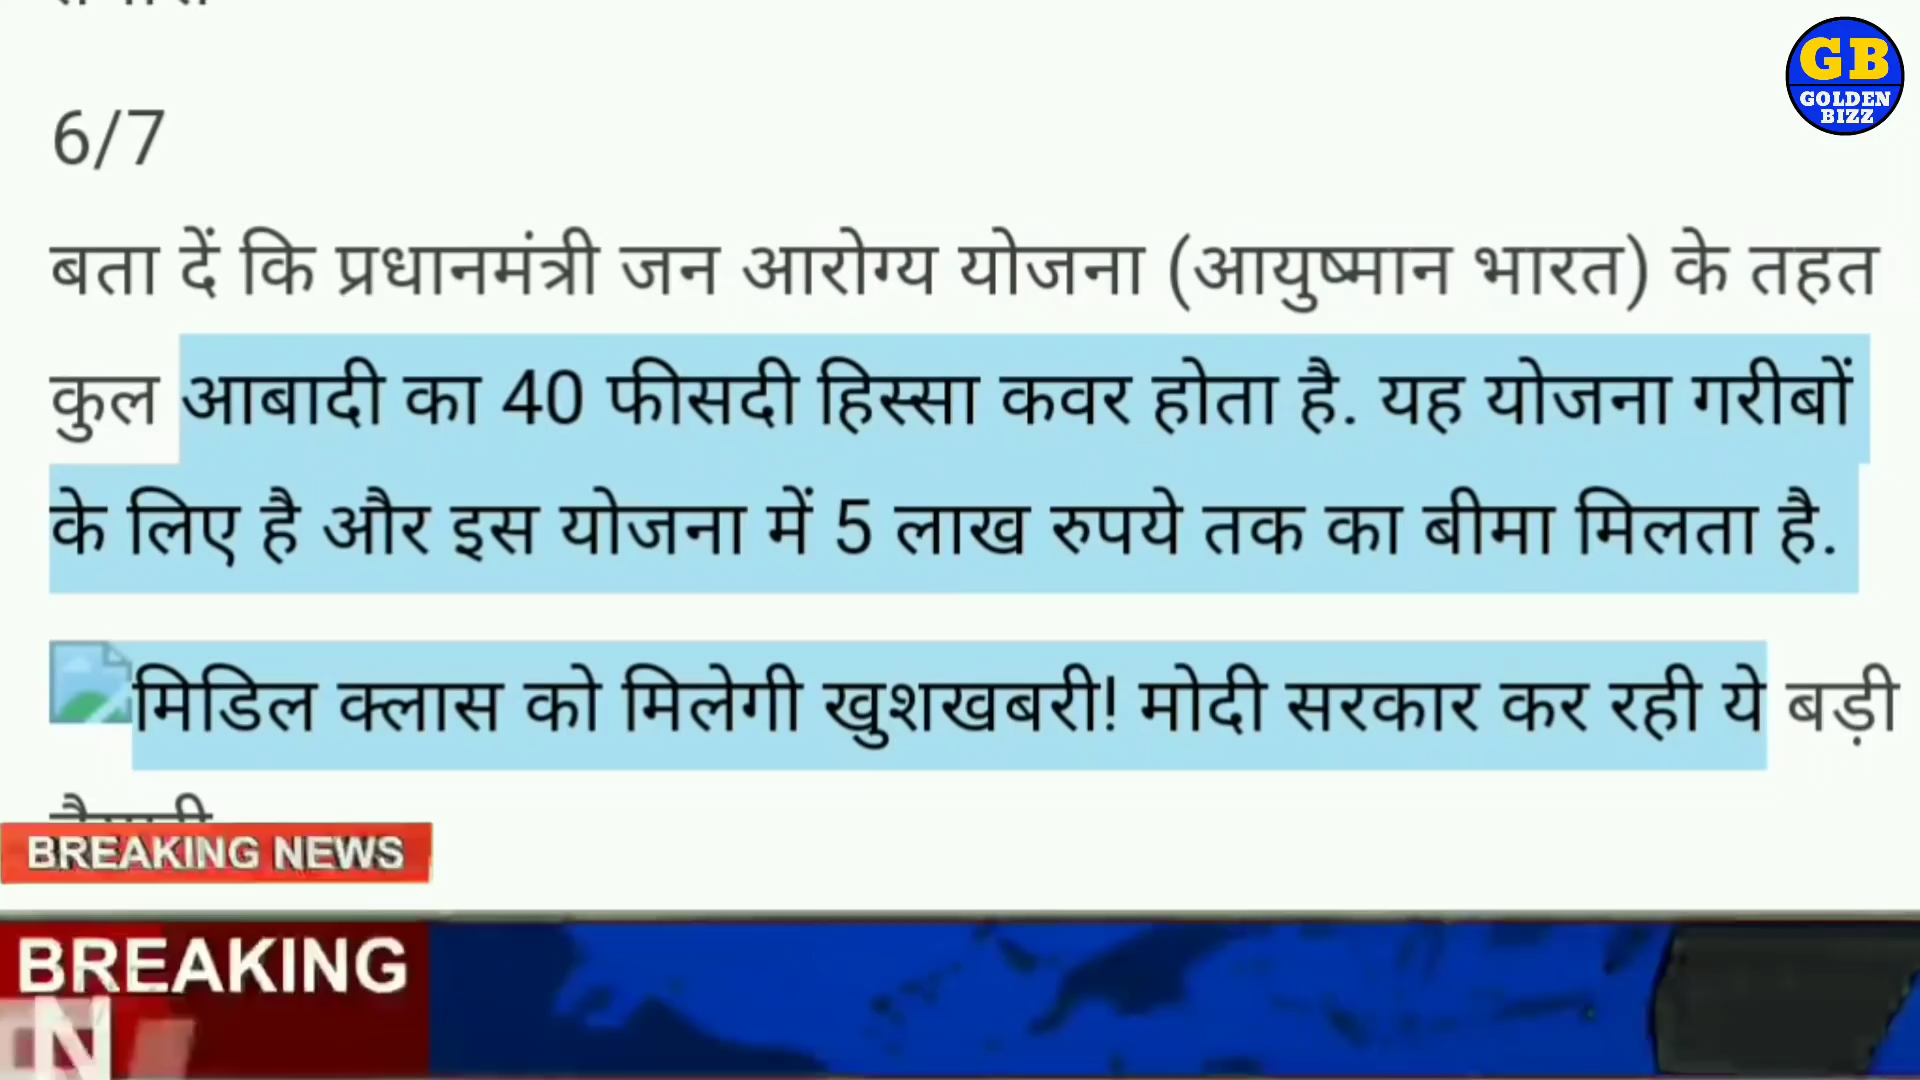 GB
GOLDEN
BIZZ
6/7
बता दें कि प्रधानमंत्री जन आरोग्य योजना (आयुष्मान भारत) के तहत
कुल आबादी का 40 फीसदी हिस्सा कवर होता है. यह योजना गरीबों
के लिए है और इस योजना में 5 लाख रुपये तक का बीमा मिलता है.
मिडिल क्लास को मिलेगी खुशखबरी! मोदी सरकार कर रही ये बड़ी
BREAKING NEWS
BREAKING
N